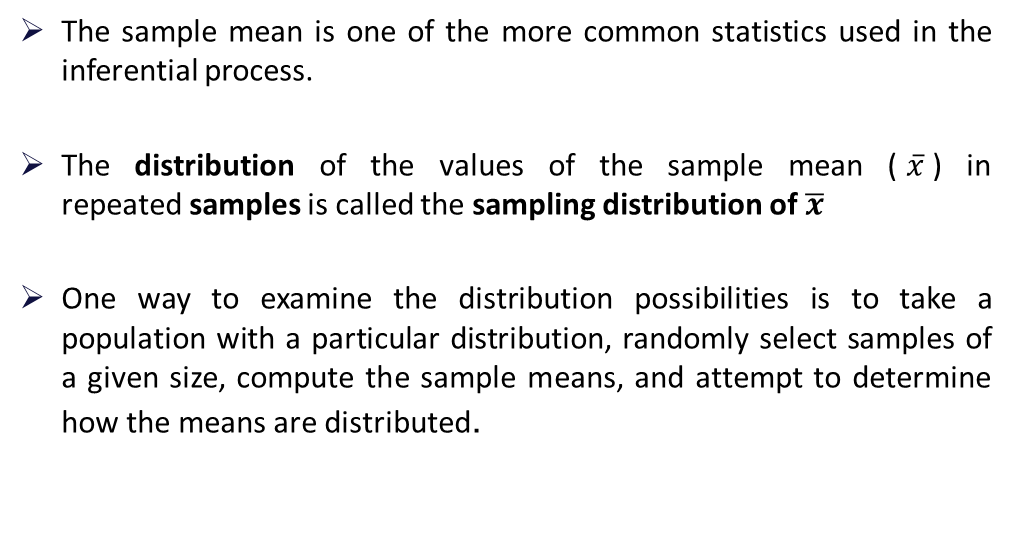 ➢ The sample mean is one of the more common statistics used in the
inferential process.
➢ The distribution of the values of the sample mean ( x̄ ) in
repeated samples is called the sampling distribution of x̄
➢ One way to examine the distribution possibilities is to take a
population with a particular distribution, randomly select samples of
a given size, compute the sample means, and attempt to determine
how the means are distributed.